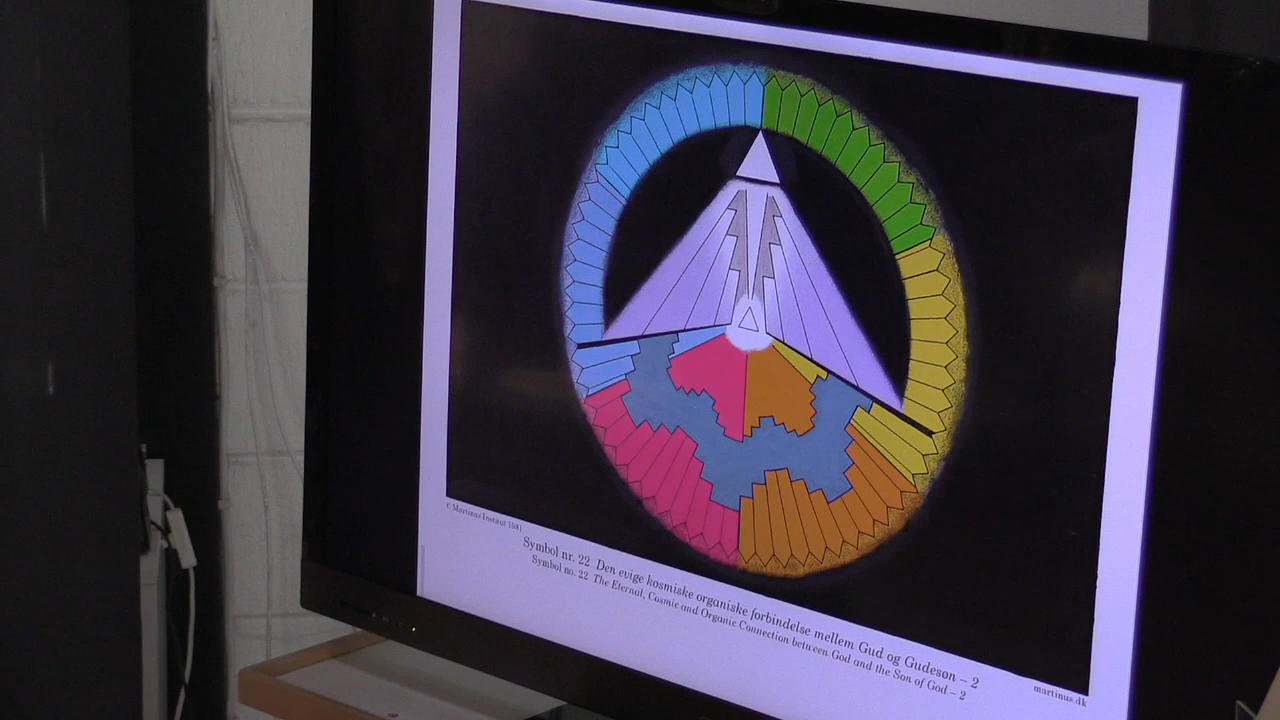 © Martinus Institut 1981
Symbol nr. 22 Den evige kosmiske organiske forbindelse mellem Gud og Gudesøn – 2
Symbol no. 22 The Eternal, Cosmic and Organic Connection between God and the Son of God – 2
martinus.dk